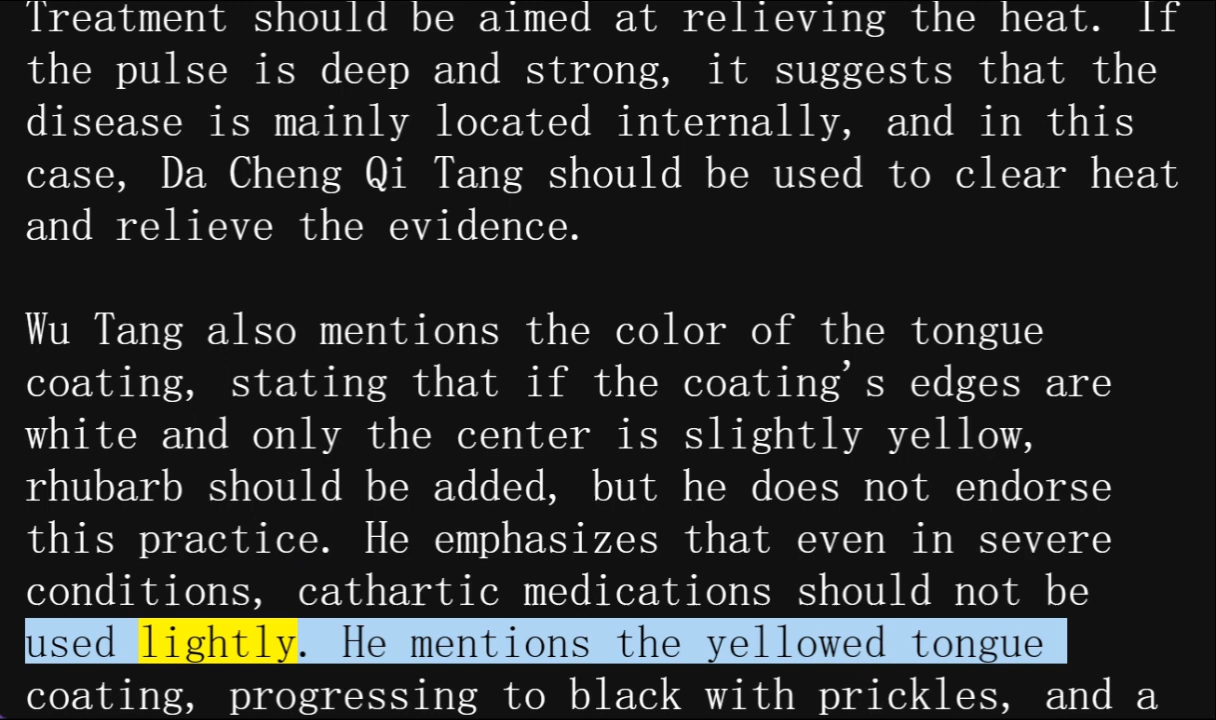 Treatment should be aimed at relieving the heat. If
the pulse is deep and strong, it suggests that the
disease is mainly located internally, and in this
case, Da Cheng Qi Tang should be used to clear heat
and relieve the evidence.
Wu Tang also mentions the color of the tongue
coating, stating that if the coating’s edges are
white and only the center is slightly yellow,
rhubarb should be added, but he does not endorse
this practice. He emphasizes that even in severe
conditions, cathartic medications should not be
used lightly. He mentions the yellowed tongue
coating, progressing to black with prickles, and a